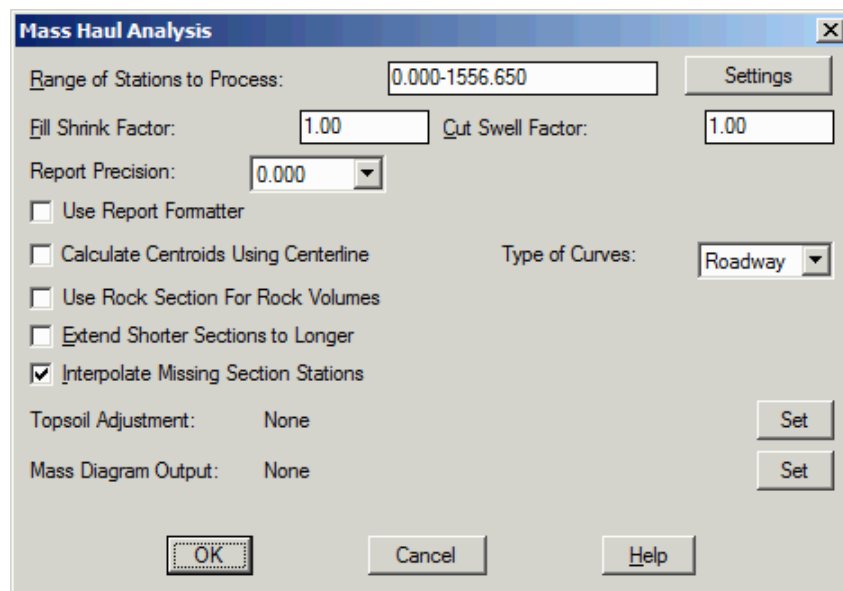 Mass Haul Analysis
Range of Stations to Process: 0.000-1556.650 Settings
Fill Shrink Factor: 1.00 Cut Swell Factor: 1.00
Report Precision: 0.000
Use Report Formatter
Calculate Centroids Using Centerline Type of Curves: Roadway
Use Rock Section For Rock Volumes
Extend Shorter Sections to Longer
Interpolate Missing Section Stations
Topsoil Adjustment: None Set
Mass Diagram Output: None Set
OK Cancel Help